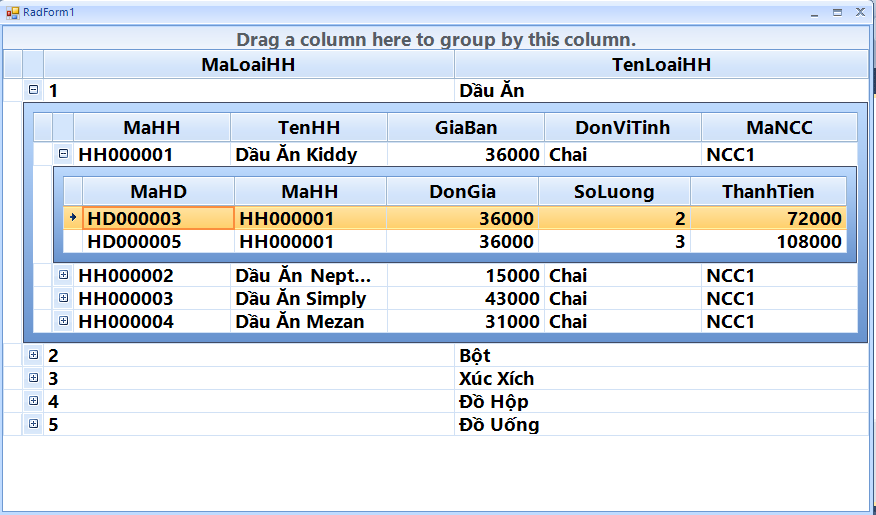 RadForm1
Drag a column here to group by this column.
MaLoaiHH TenLoaiHH
1 Dầu Ăn
MaHH TenHH GiaBan DonViTinh MaNCC
HH000001 Dầu Ăn Kiddy 36000 Chai NCC1
MaHD MaHH DonGia SoLuong ThanhTien
HD000003 HH000001 36000 2 72000
HD000005 HH000001 36000 3 108000
HH000002 Dầu Ăn Nept... 15000 Chai NCC1
HH000003 Dầu Ăn Simply 43000 Chai NCC1
HH000004 Dầu Ăn Mezan 31000 Chai NCC1
2 Bột
3 Xúc Xích
4 Đồ Hộp
5 Đồ Uống